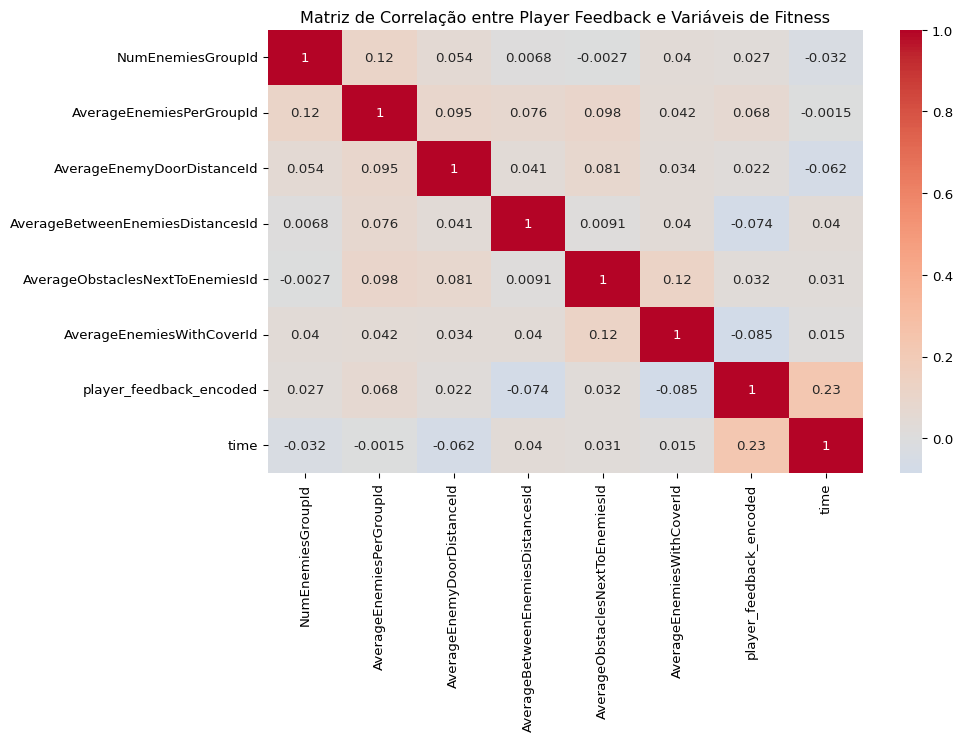 Matriz de Correlação entre Player Feedback e Variáveis de Fitness
NumEnemiesGroupId 1 0.12 0.054 0.0068 -0.0027 0.04 0.027 -0.032
AverageEnemiesPerGroupId 0.12 1 0.095 0.076 0.098 0.042 0.068 -0.0015
AverageEnemyDoorDistanceId 0.054 0.095 1 0.041 0.081 0.034 0.022 -0.062
AverageBetweenEnemiesDistancesId 0.0068 0.076 0.041 1 0.0091 0.04 -0.074 0.04
AverageObstaclesNextToEnemiesId -0.0027 0.098 0.081 0.0091 1 0.12 0.032 0.031
AverageEnemiesWithCoverId 0.04 0.042 0.034 0.04 0.12 1 -0.085 0.015
player_feedback_encoded 0.027 0.068 0.022 -0.074 0.032 -0.085 1 0.23
time -0.032 -0.0015 -0.062 0.04 0.031 0.015 0.23 1
NumEnemiesGroupId
AverageEnemiesPerGroupId
AverageEnemyDoorDistanceId
AverageBetweenEnemiesDistancesId
AverageObstaclesNextToEnemiesId
AverageEnemiesWithCoverId
player_feedback_encoded
time
1.0
0.8
0.6
0.4
0.2
0.0